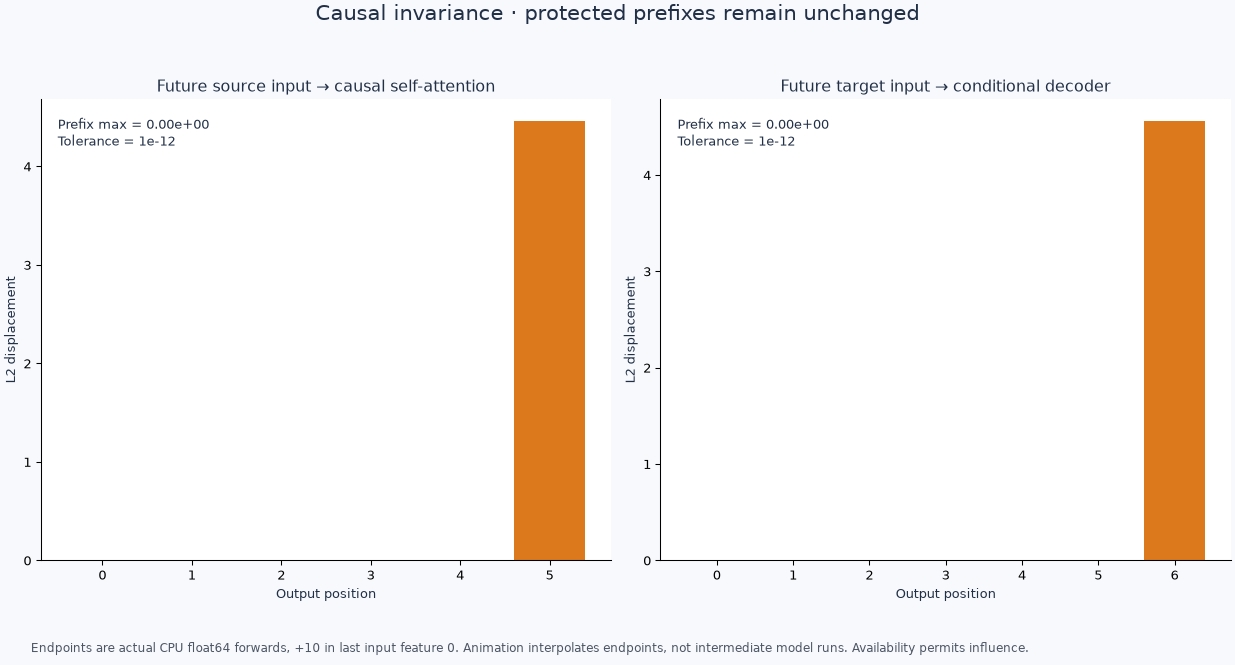 Causal invariance · protected prefixes remain unchanged
Future source input → causal self-attention
Prefix max = 0.00e+00
Tolerance = 1e-12
L2 displacement
4
3
2
1
0
0 1 2 3 4 5
Output position
Future target input → conditional decoder
Prefix max = 0.00e+00
Tolerance = 1e-12
L2 displacement
4
3
2
1
0
0 1 2 3 4 5 6
Output position
Endpoints are actual CPU float64 forwards, +10 in last input feature 0. Animation interpolates endpoints, not intermediate model runs. Availability permits influence.